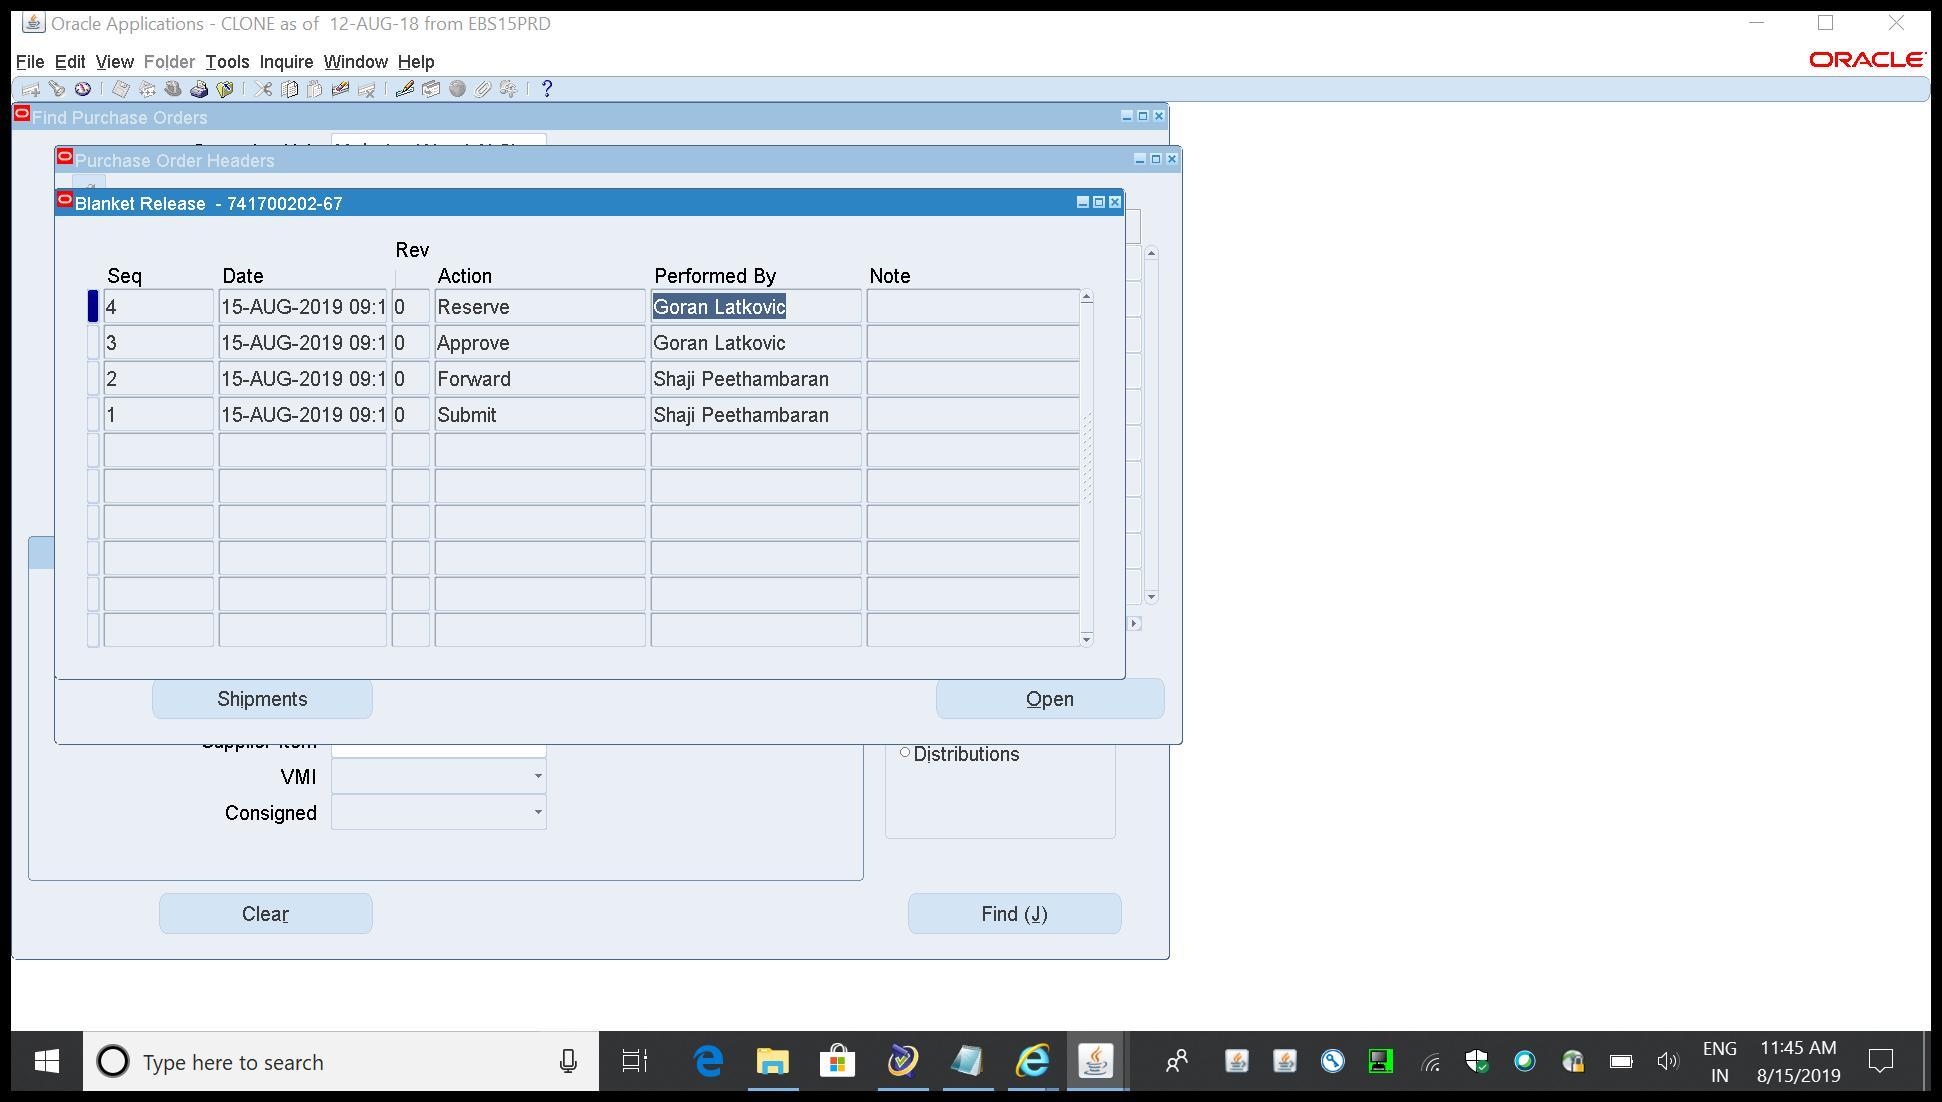 Oracle Applications - CLONE as of 12-AUG-18 from EBS15PRD
File Edit View Folder Tools Inquire Window Help
ORACLE
Find Purchase Orders
Purchase Order Headers
Blanket Release - 741700202-67
Rev
Seq Date Action Performed By Note
4 15-AUG-2019 09:1 0 Reserve Goran Latkovic
3 15-AUG-2019 09:1 0 Approve Goran Latkovic
2 15-AUG-2019 09:1 0 Forward Shaji Peethambaran
1 15-AUG-2019 09:1 0 Submit Shaji Peethambaran
Shipments Open
Supplier Item
Distributions
VMI
Consigned
Clear Find (J)
Type here to search
ENG 11:45 AM
IN 8/15/2019